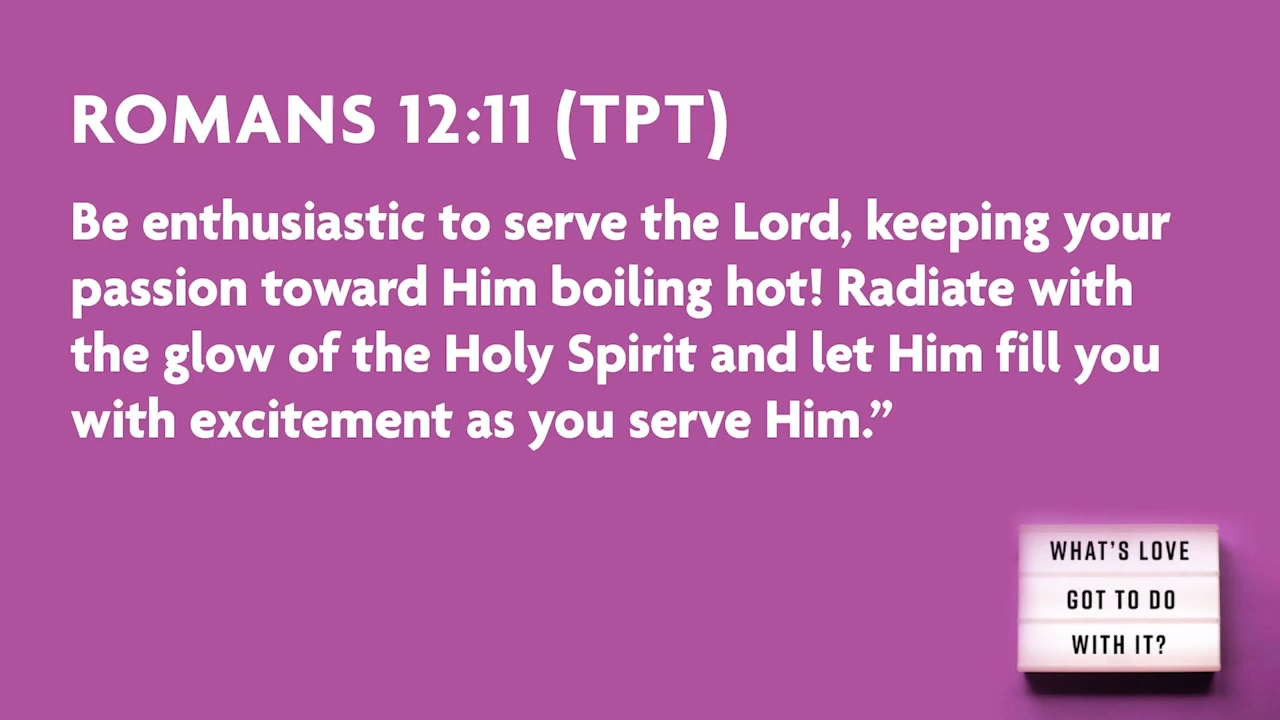 ROMANS 12:11 (TPT)
Be enthusiastic to serve the Lord, keeping your
passion toward Him boiling hot! Radiate with
the glow of the Holy Spirit and let Him fill you
with excitement as you serve Him.”
WHAT’S LOVE
GOT TO DO
WITH IT?